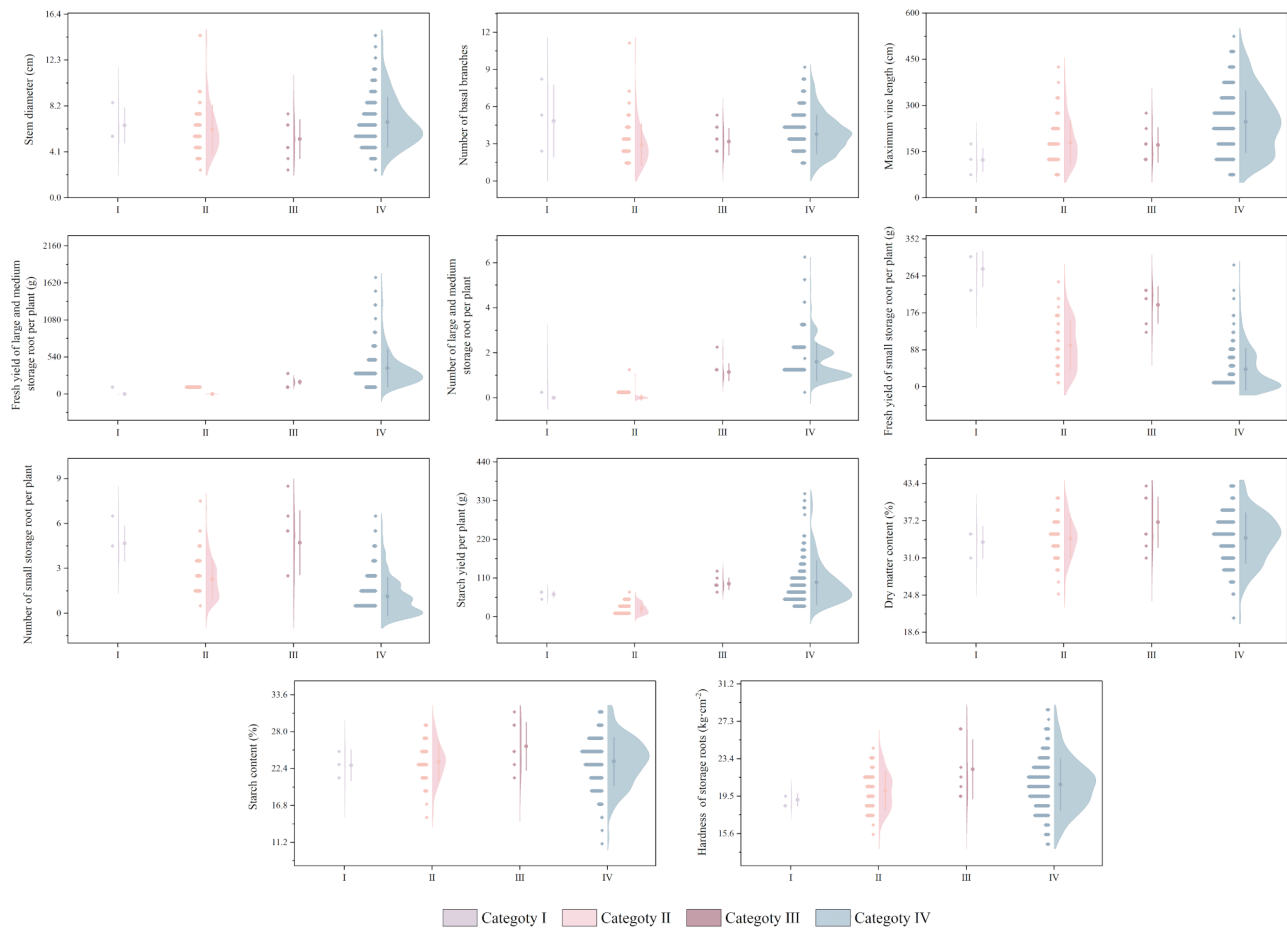 Stem diameter (cm)
16.4
12.3
8.2
4.1
0.0
I II III IV
Number of basal branches
12
9
6
3
0
I II III IV
Maximum vine length (cm)
600
450
300
150
0
I II III IV
Fresh yield of large and medium
storage root per plant (g)
2160
1620
1080
540
0
I II III IV
Number of large and medium
storage root per plant
6
4
2
0
I II III IV
Fresh yield of small storage root per plant (g)
352
264
176
88
0
I II III IV
Number of small storage root per plant
9
6
3
0
I II III IV
Starch yield per plant (g)
440
330
220
110
0
I II III IV
Dry matter content (%)
43.4
37.2
31.0
24.8
18.6
I II III IV
Starch content (%)
33.6
28.0
22.4
16.8
11.2
I II III IV
Hardness of storage roots (kg·cm⁻²)
31.2
27.3
23.4
19.5
15.6
I II III IV
Categoty I Categoty II Categoty III Categoty IV